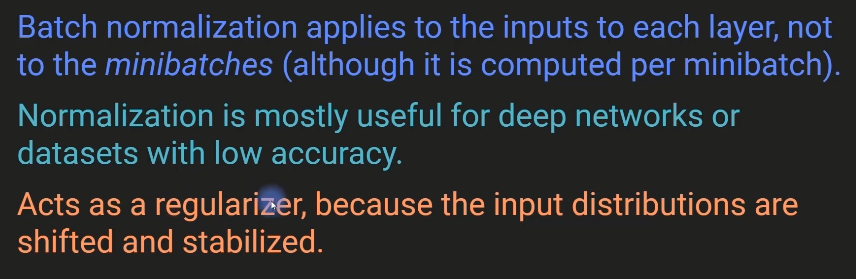 Batch normalization applies to the inputs to each layer, not
to the minibatches (although it is computed per minibatch).
Normalization is mostly useful for deep networks or
datasets with low accuracy.
Acts as a regularizer, because the input distributions are
shifted and stabilized.